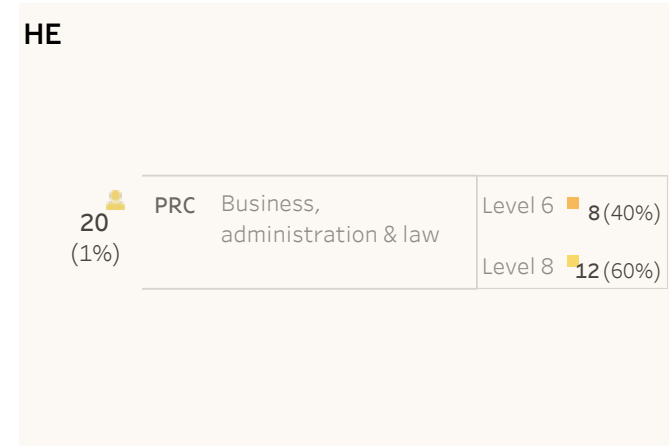 HE
20
(1%)
PRC
Business,
administration & law
Level 6 8 (40%)
Level 8 12 (60%)